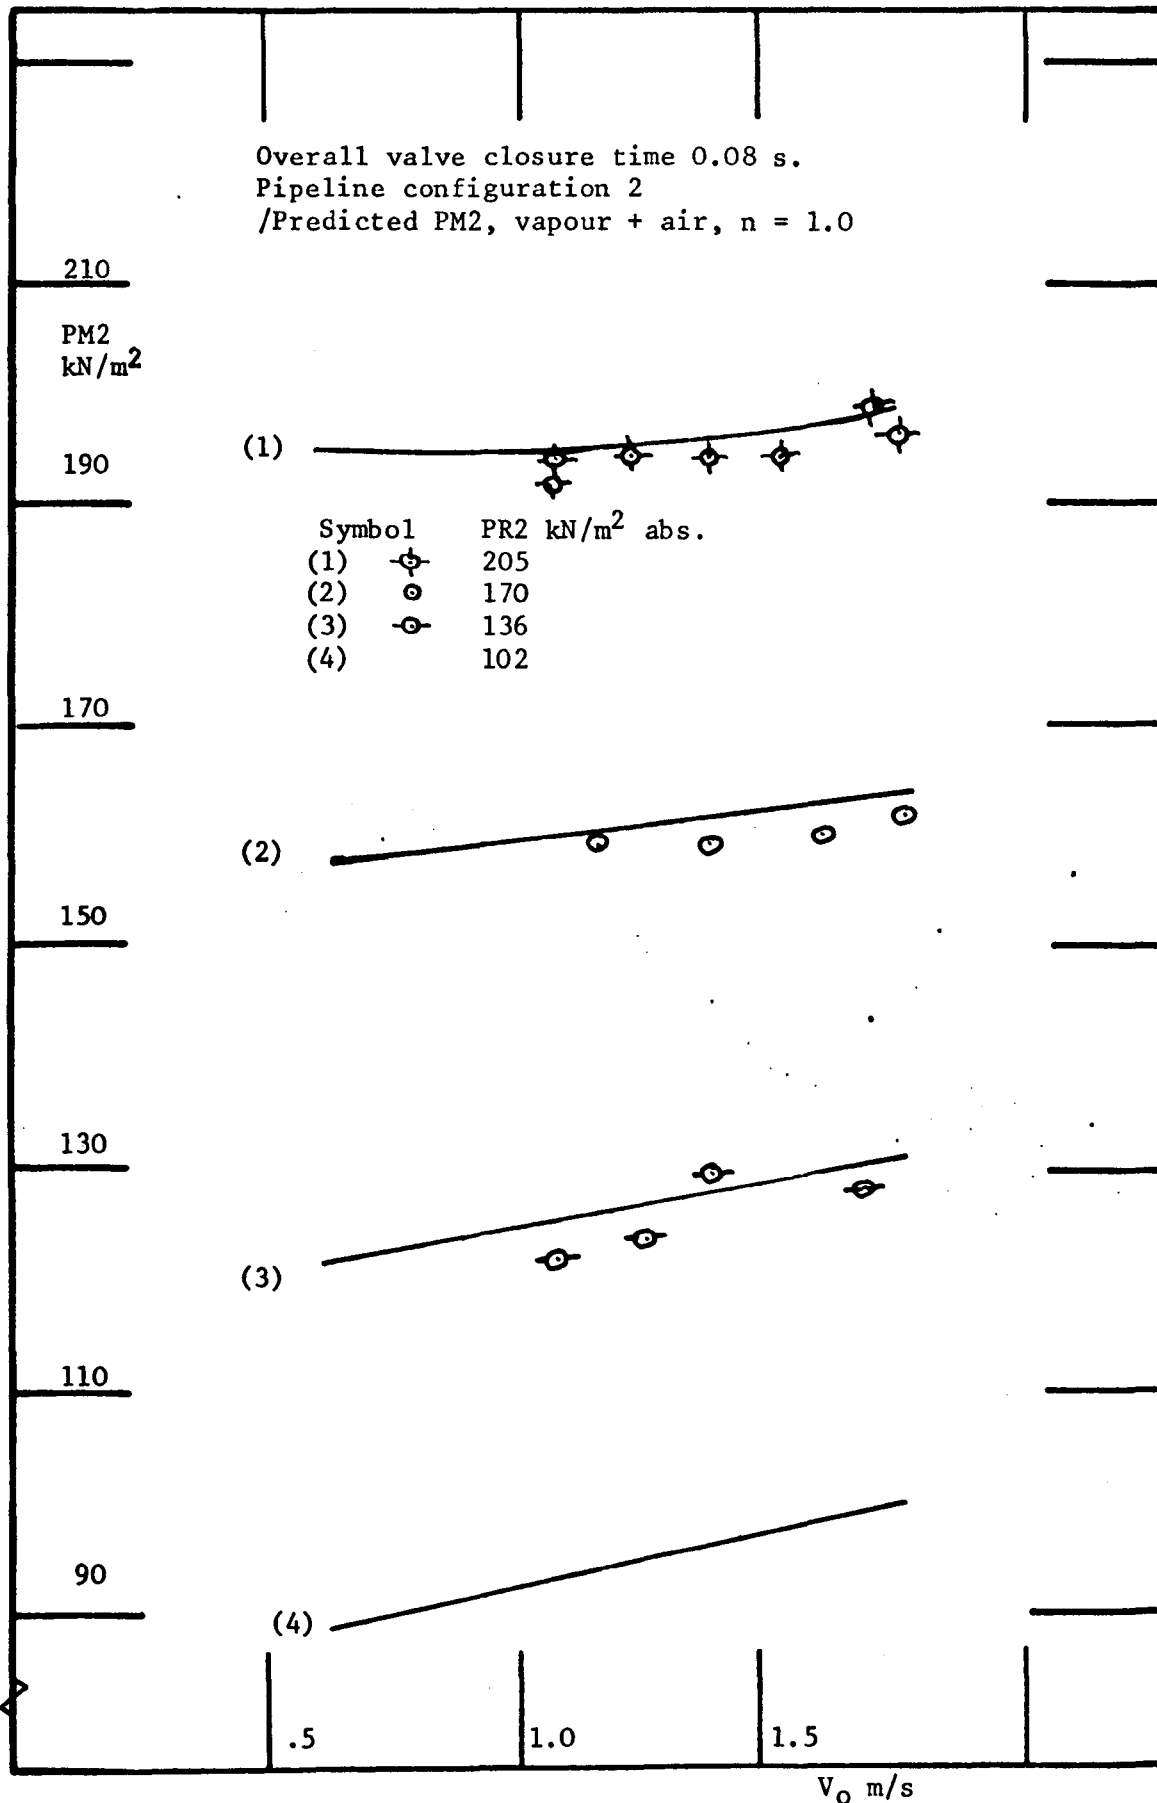 Overall valve closure time 0.08 s.
Pipeline configuration 2
/Predicted PM2, vapour + air, n = 1.0
210
PM2
kN/m²
(1)
190
Symbol PR2 kN/m² abs.
(1) 205
(2) 170
(3) 136
(4) 102
170
(2)
150
130
(3)
110
90
(4)
.5 1.0 1.5
V₀ m/s